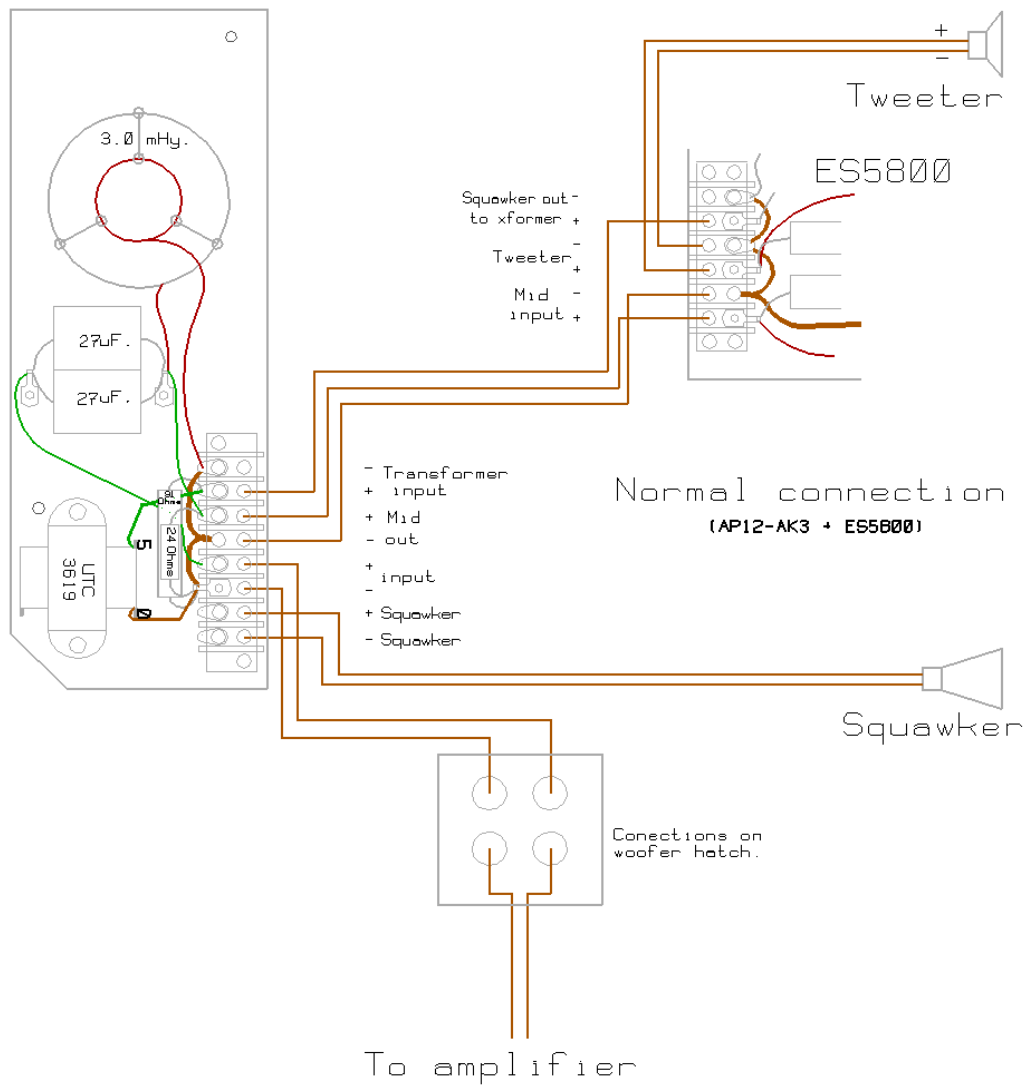 3.0 mHy.
+
-
Tweeter
ES5800
Squawker out -
to xformer +
-
Tweeter
+
Mid -
input +
27uF.
27uF.
- Transformer
+ input
+ Mid
- out
+
input
-
+ Squawker
- Squawker
Normal connection
(AP12-AK3 + ES5800)
5
24 Ohms
UTC
3619
0
Squawker
Conections on
woofer hatch.
To amplifier